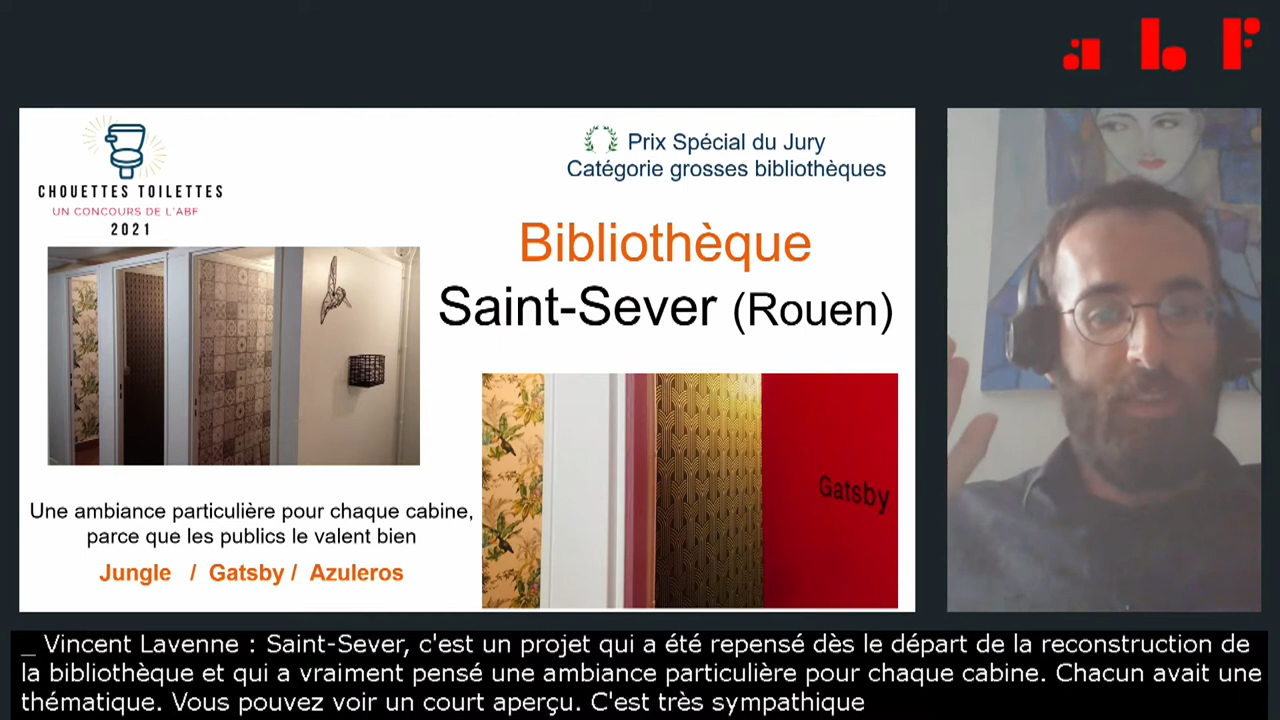 a b F
CHOUETTES TOILETTES
UN CONCOURS DE L'ABF
2021
Prix Spécial du Jury
Catégorie grosses bibliothèques
Bibliothèque
Saint-Sever (Rouen)
Gatsby
Une ambiance particulière pour chaque cabine,
parce que les publics le valent bien
Jungle / Gatsby / Azuleros
_ Vincent Lavenne : Saint-Sever, c'est un projet qui a été repensé dès le départ de la reconstruction de
la bibliothèque et qui a vraiment pensé une ambiance particulière pour chaque cabine. Chacun avait une
thématique. Vous pouvez voir un court aperçu. C'est très sympathique